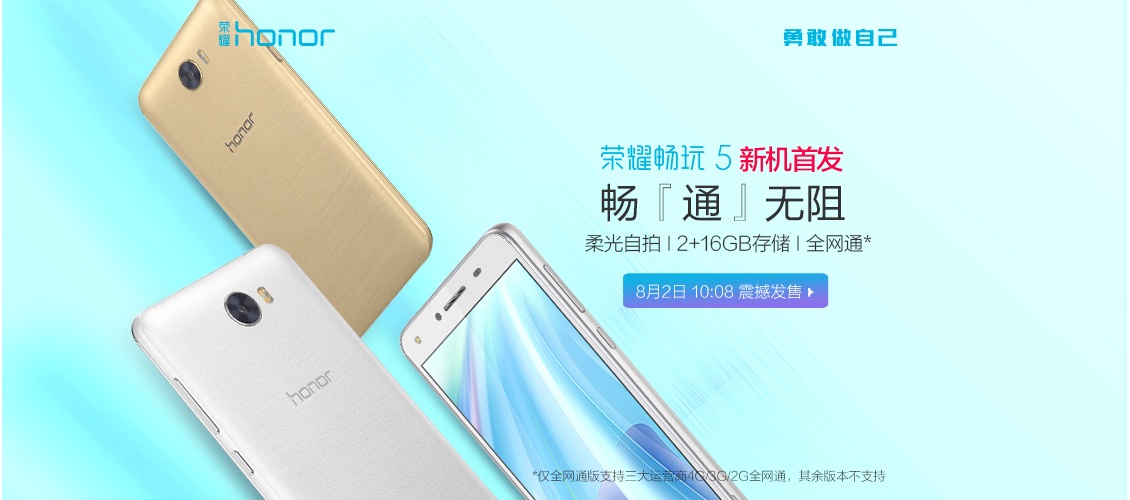 荣耀 honor
勇敢做自己
honor
荣耀畅玩 5 新机首发
畅『通』无阻
柔光自拍 | 2+16GB存储 | 全网通*
8月2日 10:08 震撼发售
honor
*仅全网通版支持三大运营商4G/3G/2G全网通，其余版本不支持